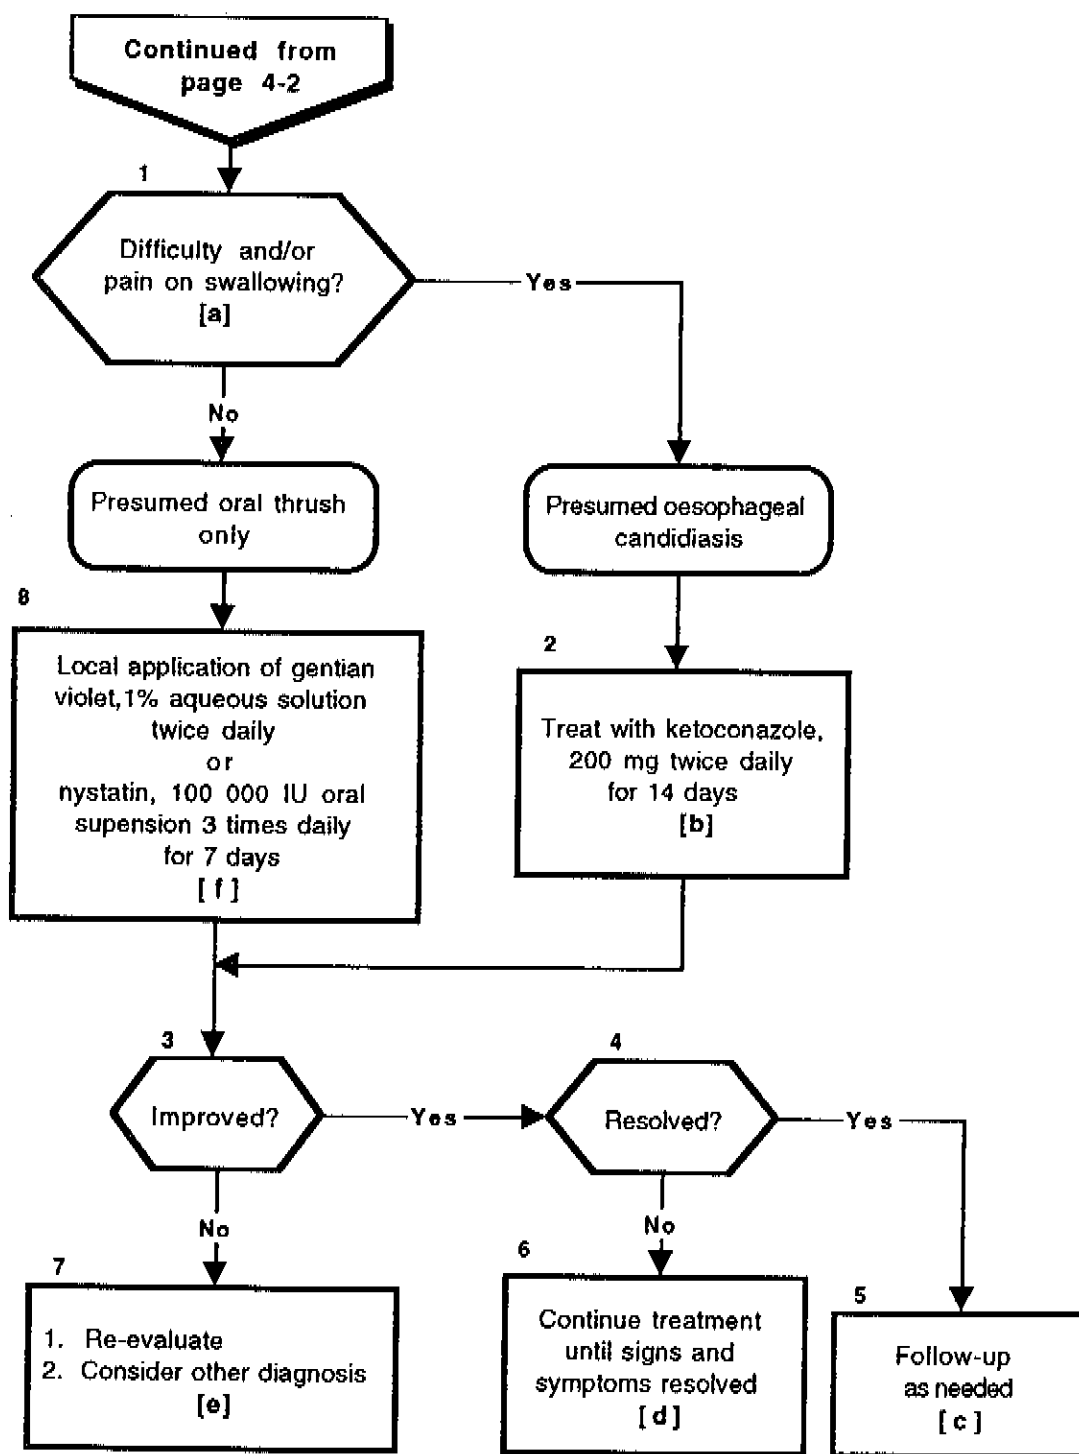 Continued from
page 4-2
1
Difficulty and/or
pain on swallowing?
[a]
Yes
No
Presumed oral thrush
only
Presumed oesophageal
candidiasis
8
Local application of gentian
violet,1% aqueous solution
twice daily
or
nystatin, 100 000 IU oral
supension 3 times daily
for 7 days
[f]
2
Treat with ketoconazole,
200 mg twice daily
for 14 days
[b]
3
Improved?
Yes
4
Resolved?
Yes
No
No
7
1. Re-evaluate
2. Consider other diagnosis
[e]
6
Continue treatment
until signs and
symptoms resolved
[d]
5
Follow-up
as needed
[c]